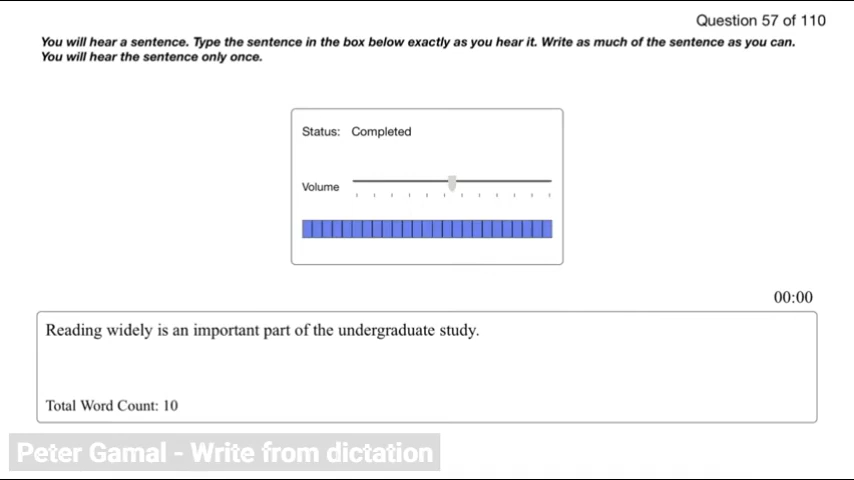 Question 57 of 110
You will hear a sentence. Type the sentence in the box below exactly as you hear it. Write as much of the sentence as you can.
You will hear the sentence only once.
Status: Completed
Volume
00:00
Reading widely is an important part of the undergraduate study.
Total Word Count: 10
Peter Gamal - Write from dictation